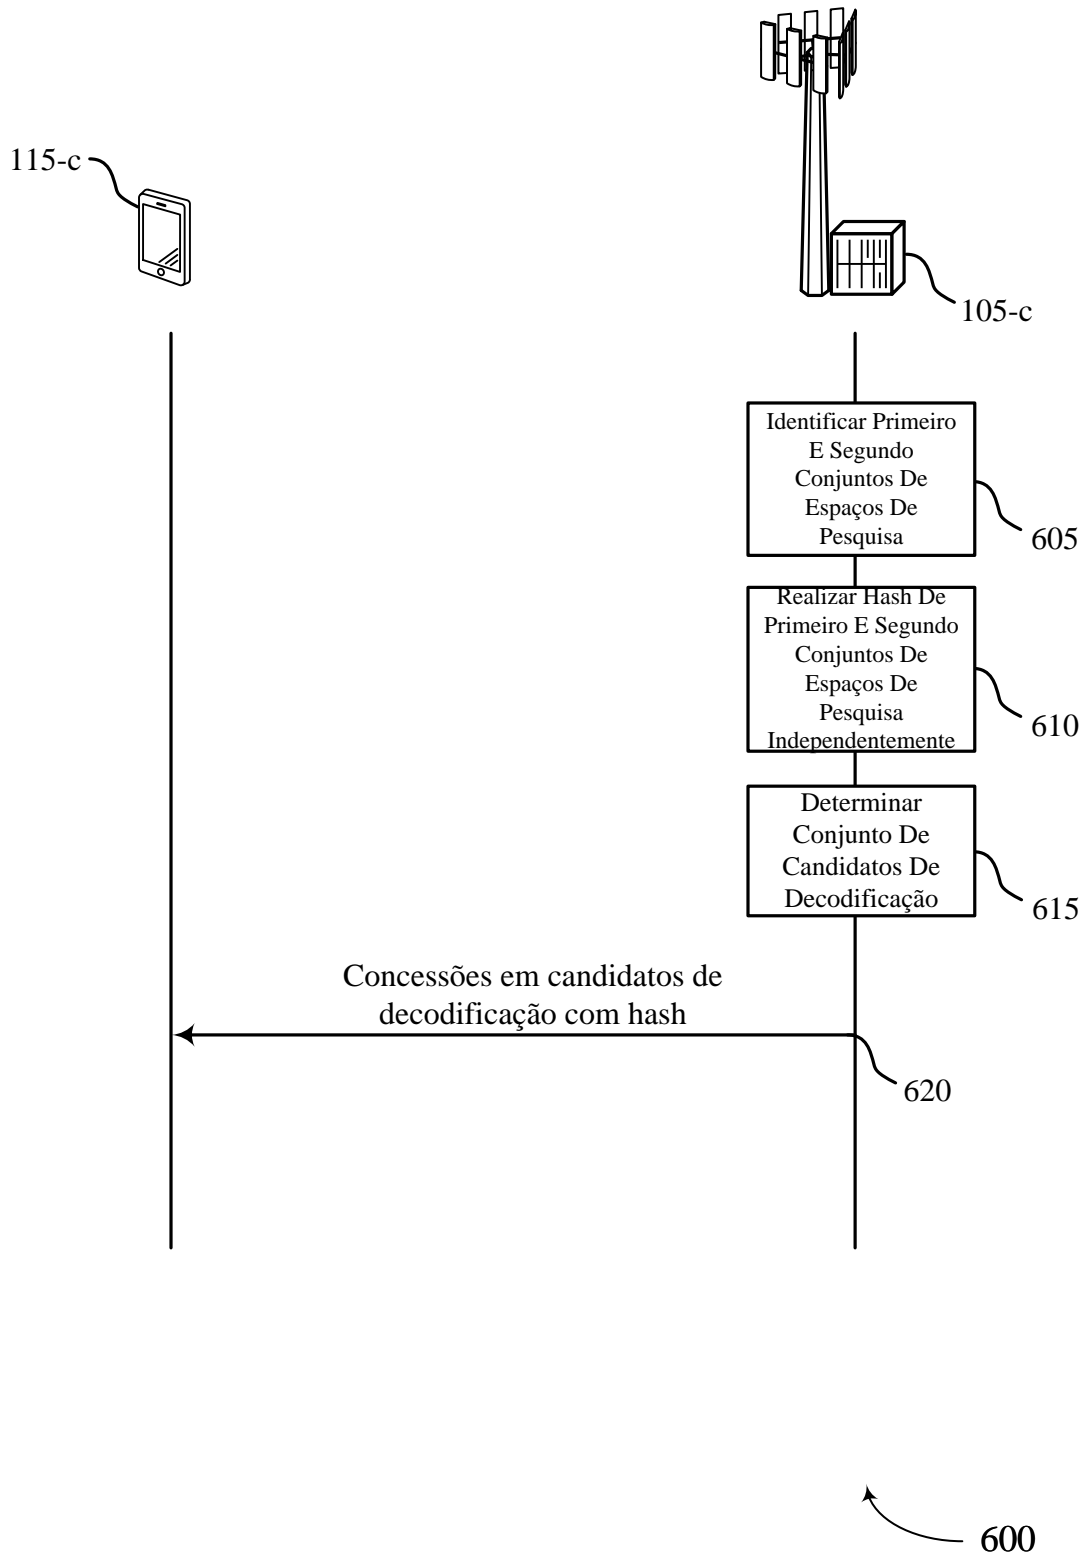 115-c
105-c
Identificar Primeiro
E Segundo
Conjuntos De
Espaços De
Pesquisa
605
Realizar Hash De
Primeiro E Segundo
Conjuntos De
Espaços De
Pesquisa
Independentemente
610
Determinar
Conjunto De
Candidatos De
Decodificação
615
Concessões em candidatos de
decodificação com hash
620
600